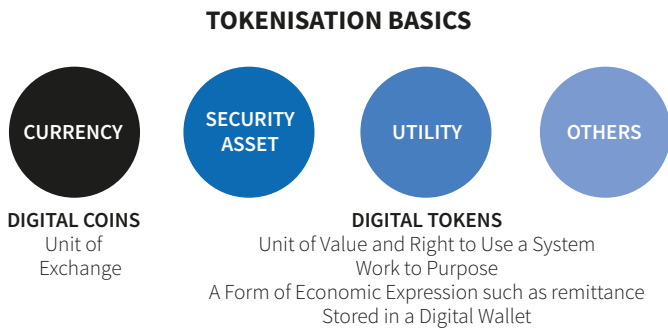 TOKENISATION BASICS
CURRENCY
SECURITY
ASSET
UTILITY
OTHERS
DIGITAL COINS
Unit of
Exchange
DIGITAL TOKENS
Unit of Value and Right to Use a System
Work to Purpose
A Form of Economic Expression such as remittance
Stored in a Digital Wallet